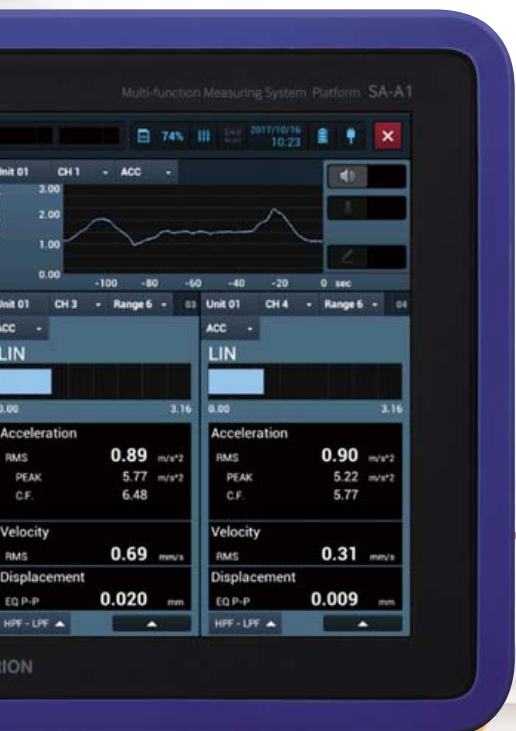 Multi-function Measuring System Platform SA-A1
74% 2017/10/16 10:23
Unit 01 CH 1 ACC
3.00
2.00
1.00
0.00
-100 -80 -60 -40 -20 0 sec
Unit 01 CH 3 Range 6 03
ACC
LIN
0.00 3.16
Acceleration
RMS 0.89 m/s^2
PEAK 5.77 m/s^2
C.F. 6.48
Velocity
RMS 0.69 mm/s
Displacement
EQ P-P 0.020 mm
HPF - LPF
Unit 01 CH 4 Range 6 04
ACC
LIN
0.00 3.16
Acceleration
RMS 0.90 m/s^2
PEAK 5.22 m/s^2
C.F. 5.77
Velocity
RMS 0.31 mm/s
Displacement
EQ P-P 0.009 mm
HPF - LPF
RION